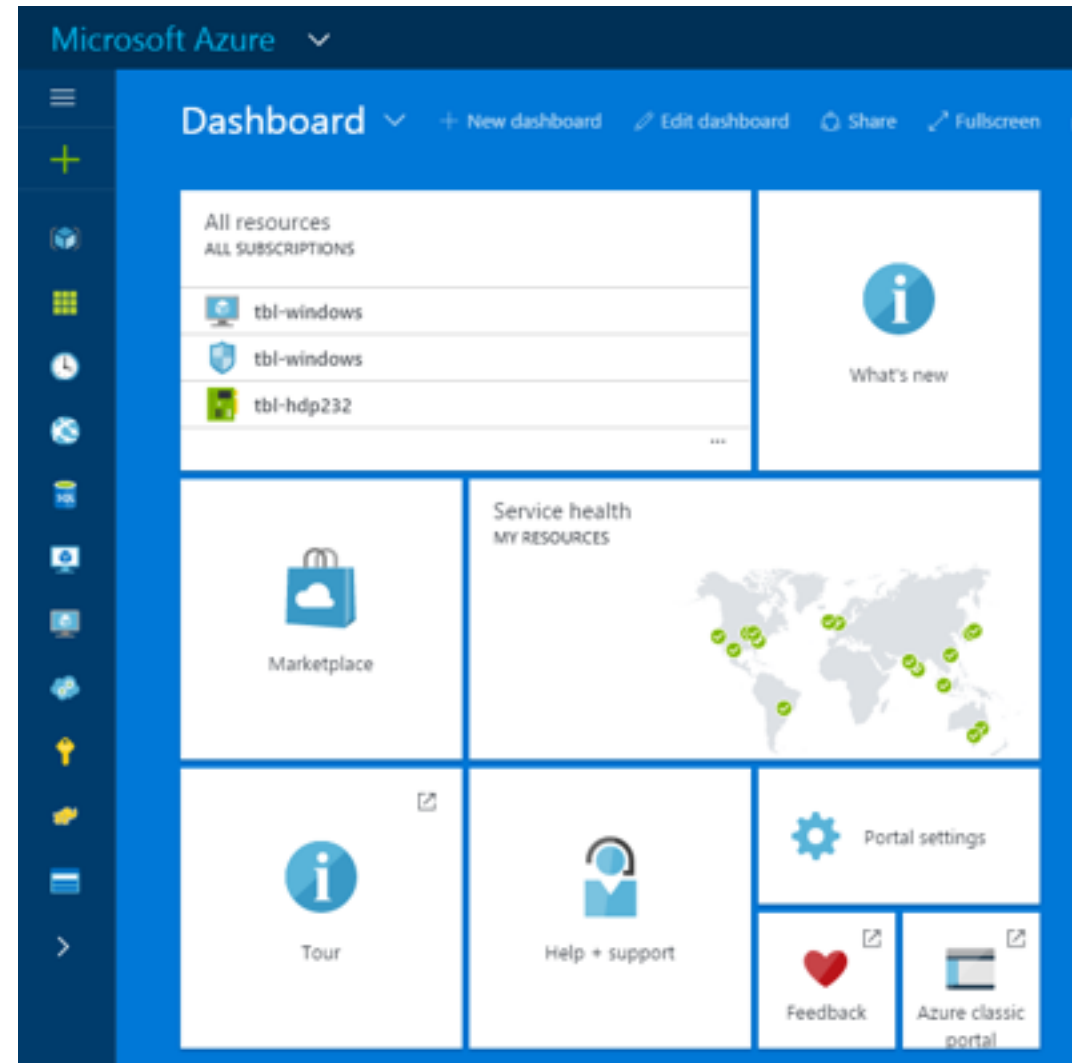 Microsoft Azure
Dashboard
New dashboard
Edit dashboard
Share
Fullscreen
All resources
ALL SUBSCRIPTIONS
tbl-windows
tbl-windows
tbl-hdp232
...
What's new
Marketplace
Service health
MY RESOURCES
Tour
Help + support
Portal settings
Feedback
Azure classic
portal
SQL